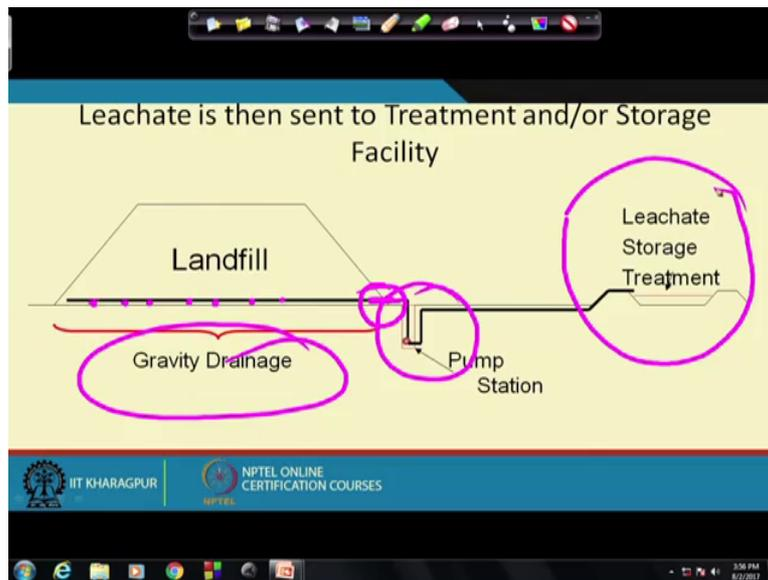 Leachate is then sent to Treatment and/or Storage
Facility
Landfill
Leachate
Storage
Treatment
Gravity Drainage
Pump
Station
IIT KHARAGPUR
NPTEL
NPTEL ONLINE
CERTIFICATION COURSES
3:56 PM
8/2/2017